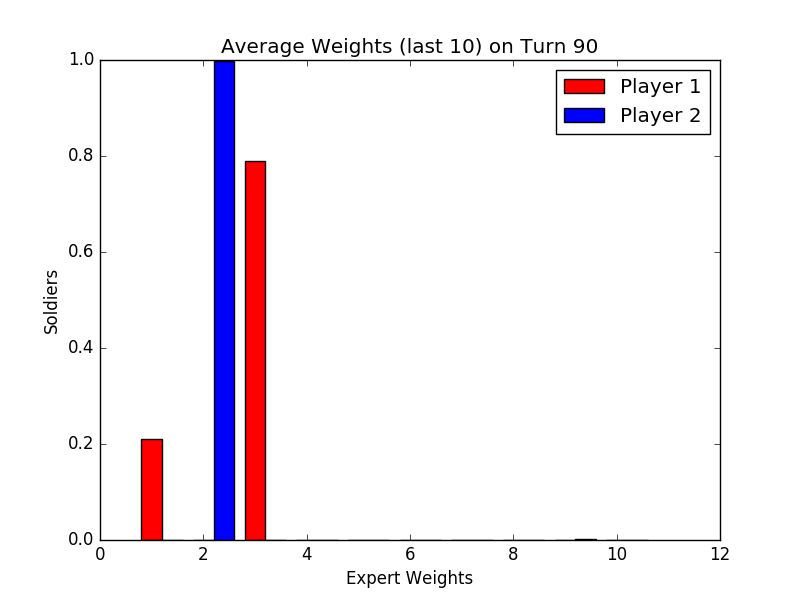 Average Weights (last 10) on Turn 90
1.0
0.8
0.6
0.4
0.2
0.0
Soldiers
Player 1
Player 2
0 2 4 6 8 10 12
Expert Weights